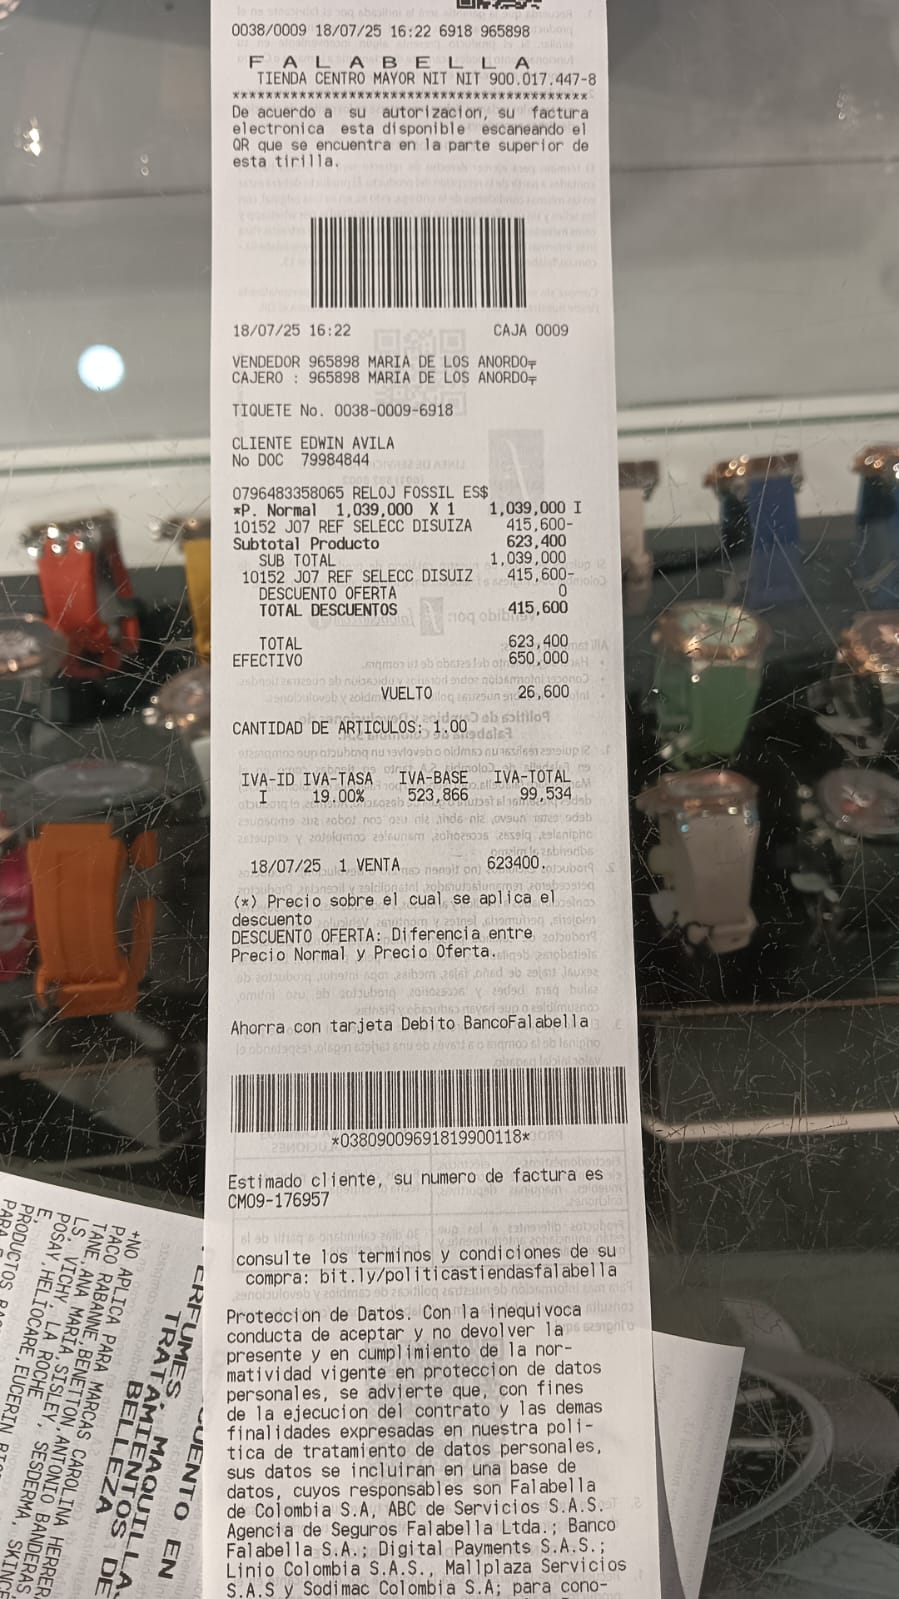 0038/0009 18/07/25 16:22 6918 965898
F A L A B E L L A
TIENDA CENTRO MAYOR NIT NIT 900.017.447-8
*******************************************
De acuerdo a su autorizacion, su factura
electronica esta disponible escaneando el
QR que se encuentra en la parte superior de
esta tirilla.
18/07/25 16:22 CAJA 0009
VENDEDOR 965898 MARIA DE LOS ANORDO
CAJERO : 965898 MARIA DE LOS ANORDO
TIQUETE No. 0038-0009-6918
CLIENTE EDWIN AVILA
No DOC 79984844
0796483358065 RELOJ FOSSIL ES$
*P. Normal 1,039,000 X 1 1,039,000 I
10152 J07 REF SELECC DISUIZA 415,600-
Subtotal Producto 623,400
SUB TOTAL 1,039,000
10152 J07 REF SELECC DISUIZ 415,600-
DESCUENTO OFERTA 0
TOTAL DESCUENTOS 415,600
TOTAL 623,400
EFECTIVO 650,000
VUELTO 26,600
CANTIDAD DE ARTICULOS: 1.00
IVA-ID IVA-TASA IVA-BASE IVA-TOTAL
I 19.00% 523,866 99,534
18/07/25 1 VENTA 623400.
(*) Precio sobre el cual se aplica el
descuento
DESCUENTO OFERTA: Diferencia entre
Precio Normal y Precio Oferta.
Ahorra con tarjeta Debito BancoFalabella
*03809009691819900118*
Estimado cliente, su numero de factura es
CM09-176957
consulte los terminos y condiciones de su
compra: bit.ly/politicastiendasfalabella
Proteccion de Datos. Con la inequivoca
conducta de aceptar y no devolver la
presente y en cumplimiento de la nor-
matividad vigente en proteccion de datos
personales, se advierte que, con fines
de la ejecucion del contrato y las demas
finalidades expresadas en nuestra poli-
tica de tratamiento de datos personales,
sus datos se incluiran en una base de
datos, cuyos responsables son Falabella
de Colombia S.A, ABC de Servicios S.A.S.
Agencia de Seguros Falabella Ltda.; Banco
Falabella S.A.; Digital Payments S.A.S.;
Linio Colombia S.A.S., Mallplaza Servicios
S.A.S y Sodimac Colombia S.A; para cono-
EN
TRATAMIENTOS DE
BELLEZA
+NO APLICA PARA MARCAS CAROLINA HERRER
PACO RABANNE,BENETTON,ANTONIO BANDERAS